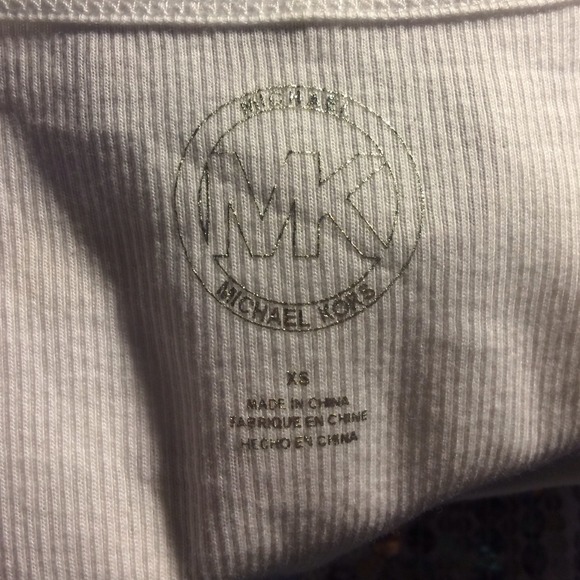 MICHAEL
MK
MICHAEL KORS
XS
MADE IN CHINA
FABRIQUE EN CHINE
HECHO EN CHINA